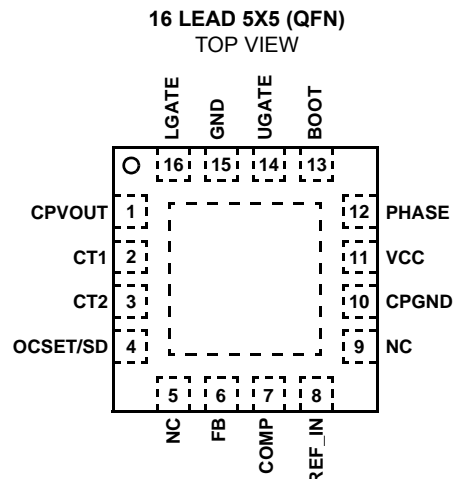 16 LEAD 5X5 (QFN)
TOP VIEW
LGATE
GND
UGATE
BOOT
16
15
14
13
CPVOUT 1
12 PHASE
CT1 2
11 VCC
CT2 3
10 CPGND
OCSET/SD 4
9 NC
5
6
7
8
NC
FB
COMP
REF_IN